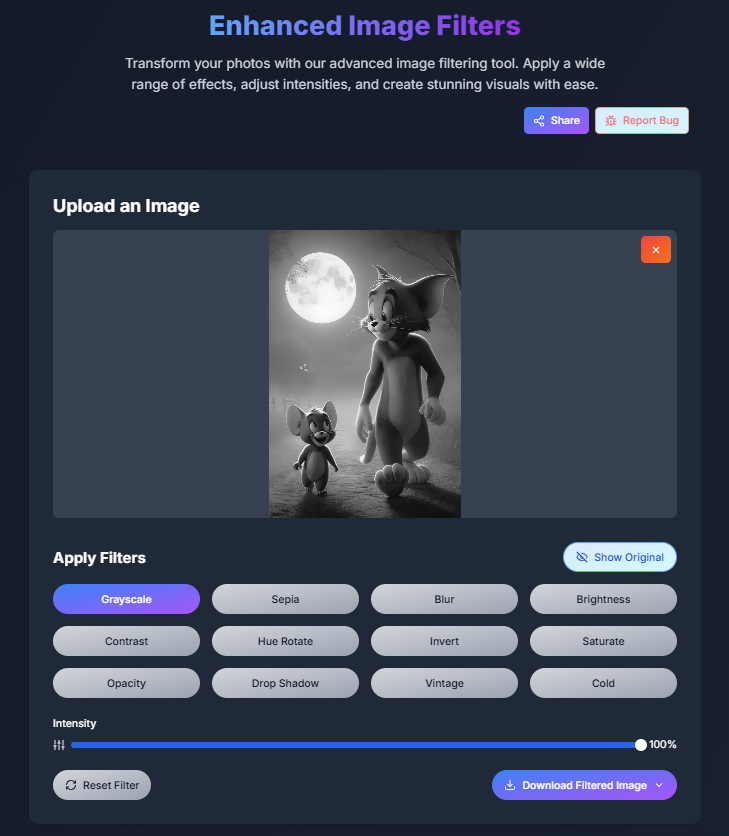 Enhanced Image Filters
Transform your photos with our advanced image filtering tool. Apply a wide
range of effects, adjust intensities, and create stunning visuals with ease.
Share
Report Bug
Upload an Image
Apply Filters
Show Original
Grayscale
Sepia
Blur
Brightness
Contrast
Hue Rotate
Invert
Saturate
Opacity
Drop Shadow
Vintage
Cold
Intensity
100%
Reset Filter
Download Filtered Image